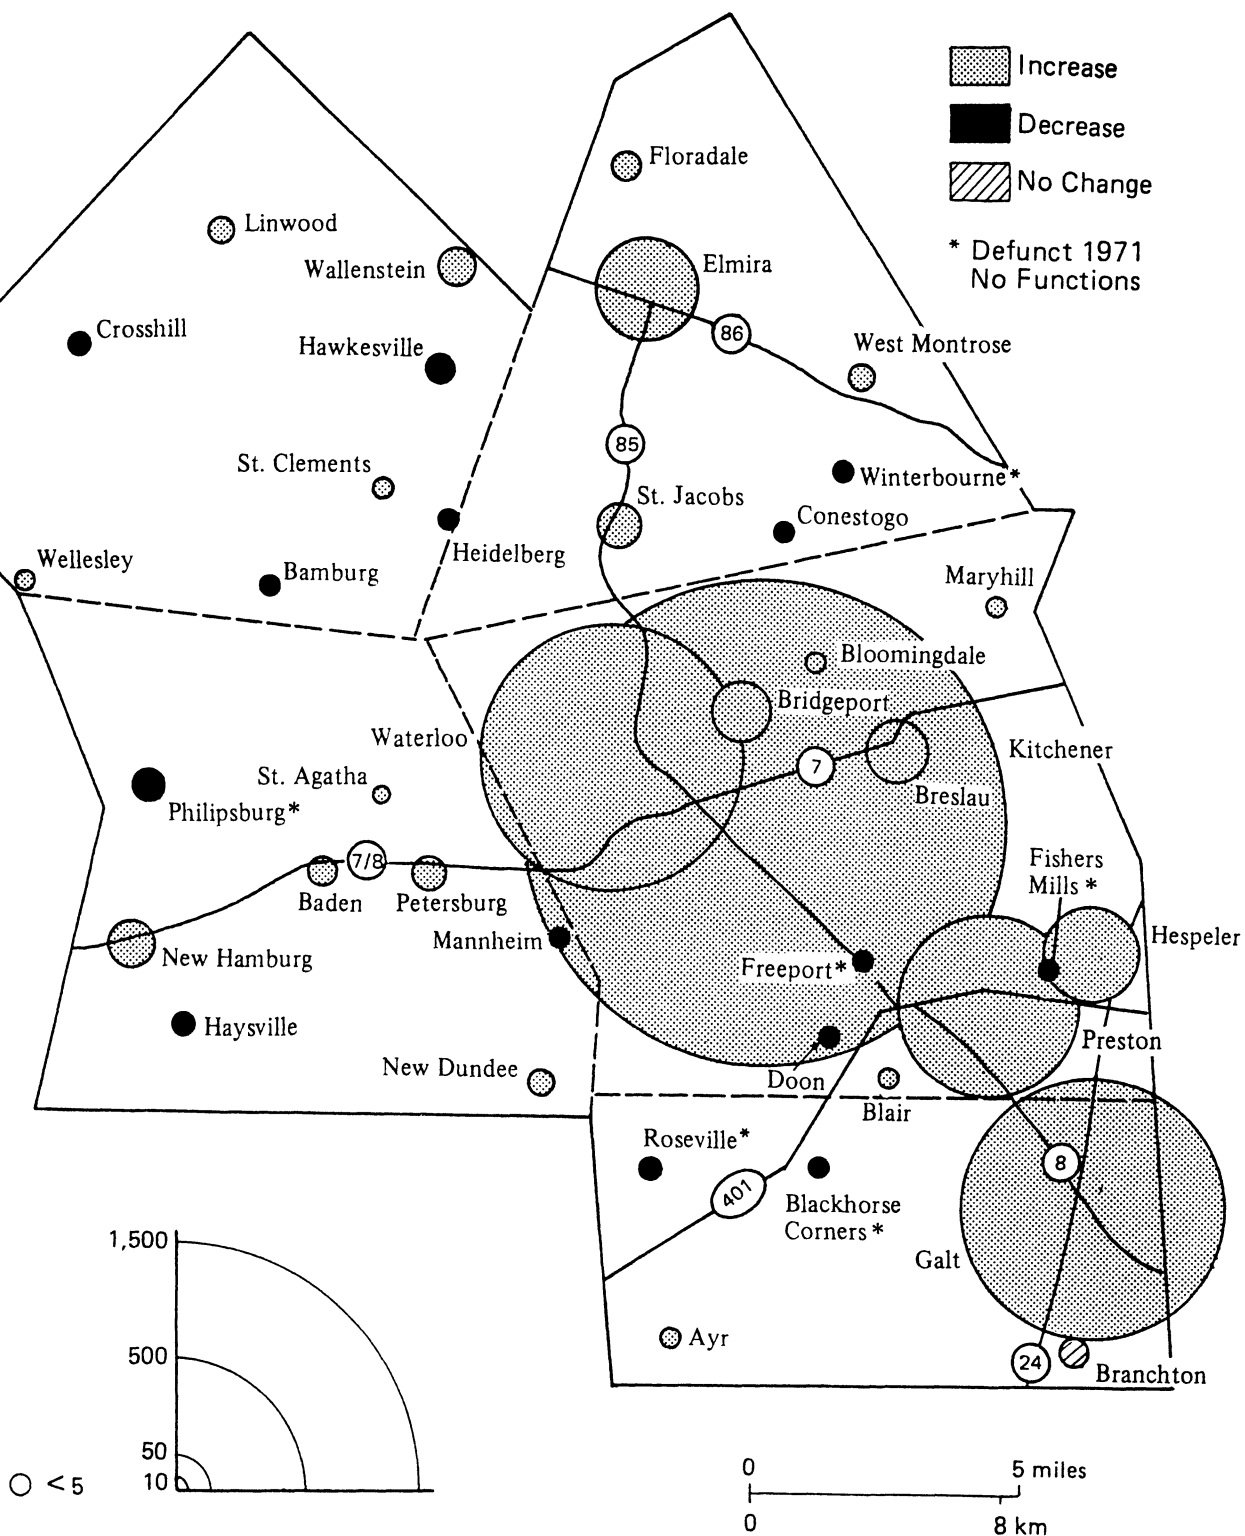 Increase
Decrease
No Change
* Defunct 1971
No Functions
Floradale
Linwood
Wallenstein
Elmira
86
Crosshill
Hawkesville
West Montrose
85
St. Clements
Winterbourne*
St. Jacobs
Conestogo
Heidelberg
Wellesley
Bamburg
Maryhill
Bloomingdale
Bridgeport
Waterloo
Kitchener
7
St. Agatha
Breslau
Philipsburg*
7/8
Fishers
Mills*
Baden
Petersburg
Mannheim
Hespeler
New Hamburg
Freeport*
Haysville
Preston
New Dundee
Doon
Blair
Roseville*
8
401
Blackhorse
Corners*
Galt
1,500
500
50
10
<5
Ayr
24
Branchton
0
5 miles
0
8 km